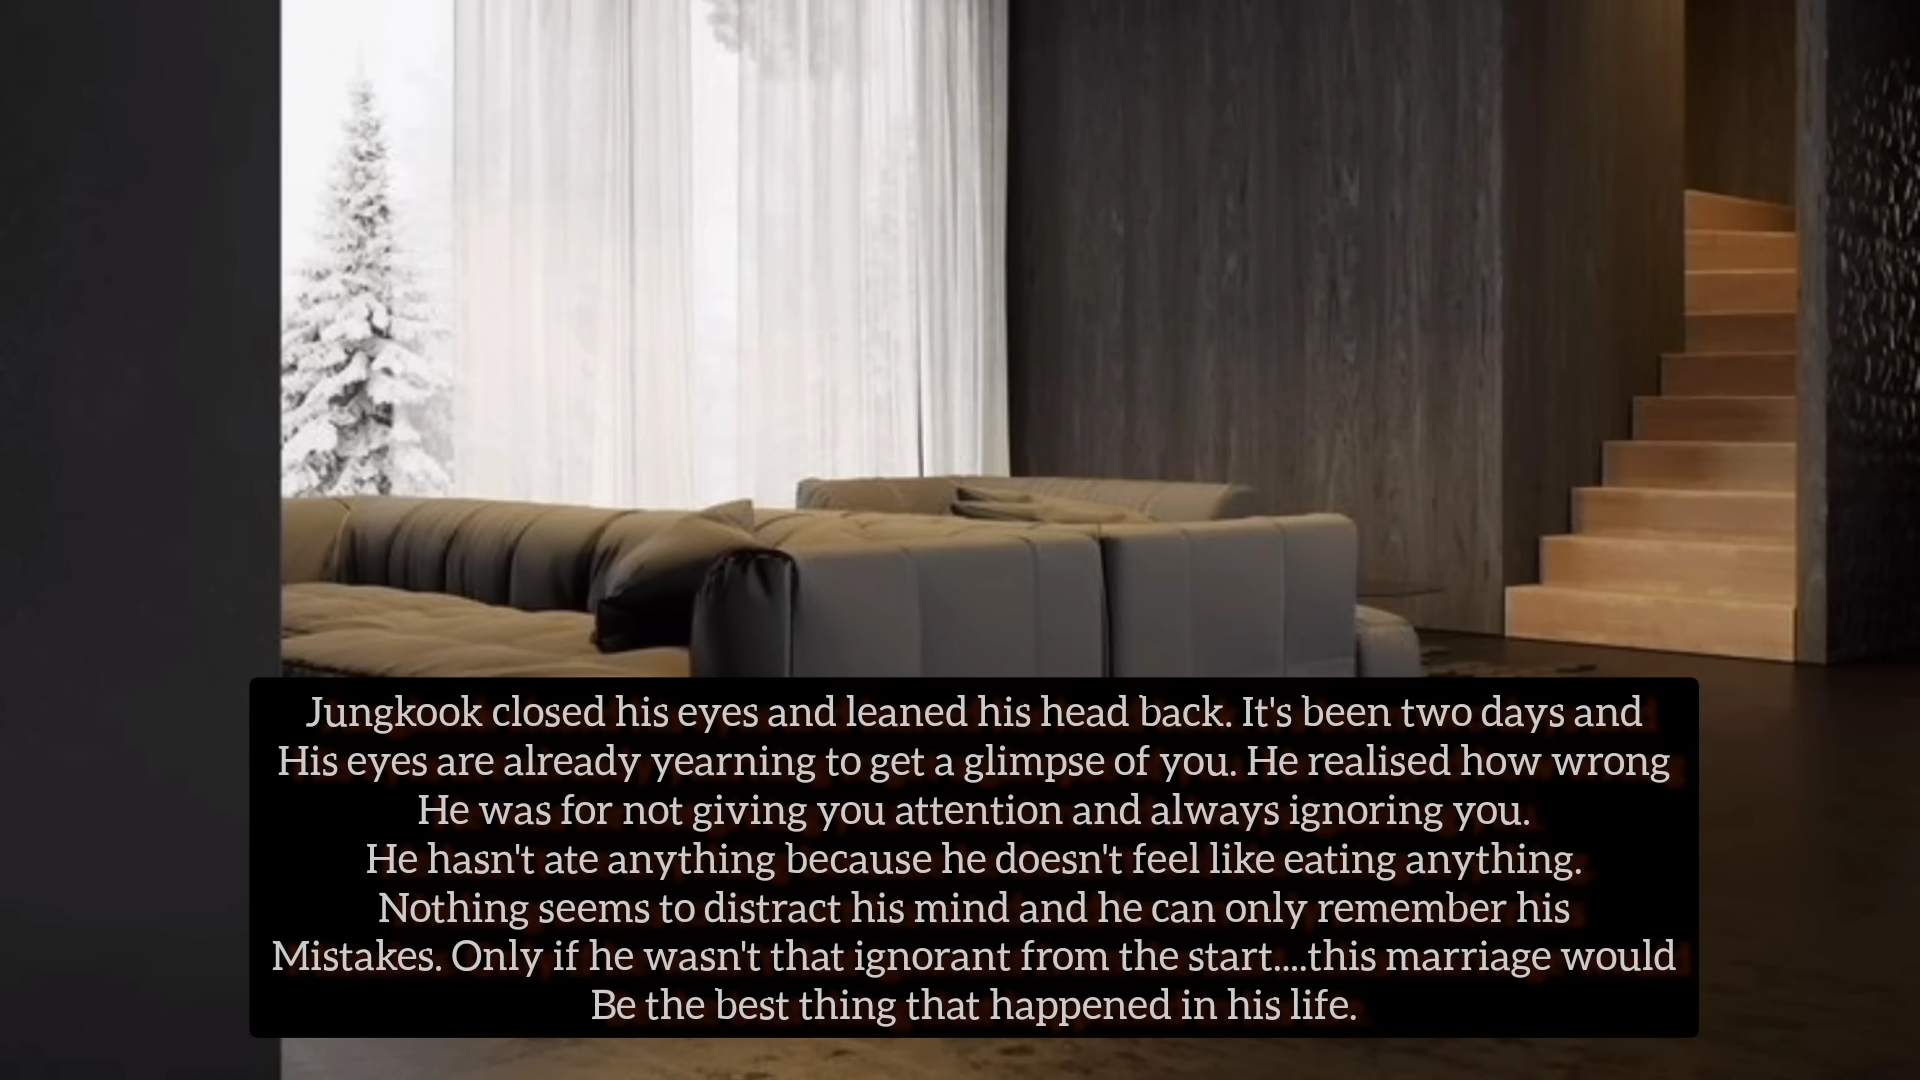 Jungkook closed his eyes and leaned his head back. It's been two days and
His eyes are already yearning to get a glimpse of you. He realised how wrong
He was for not giving you attention and always ignoring you.
He hasn't ate anything because he doesn't feel like eating anything.
Nothing seems to distract his mind and he can only remember his
Mistakes. Only if he wasn't that ignorant from the start....this marriage would
Be the best thing that happened in his life.